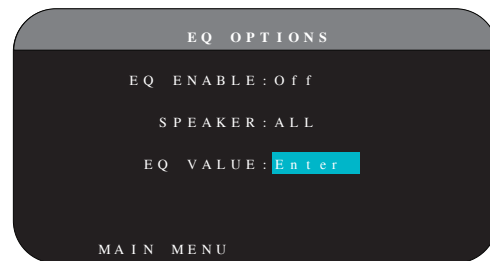 EQ OPTIONS
EQ ENABLE:Off
SPEAKER:ALL
EQ VALUE:Enter
MAIN MENU